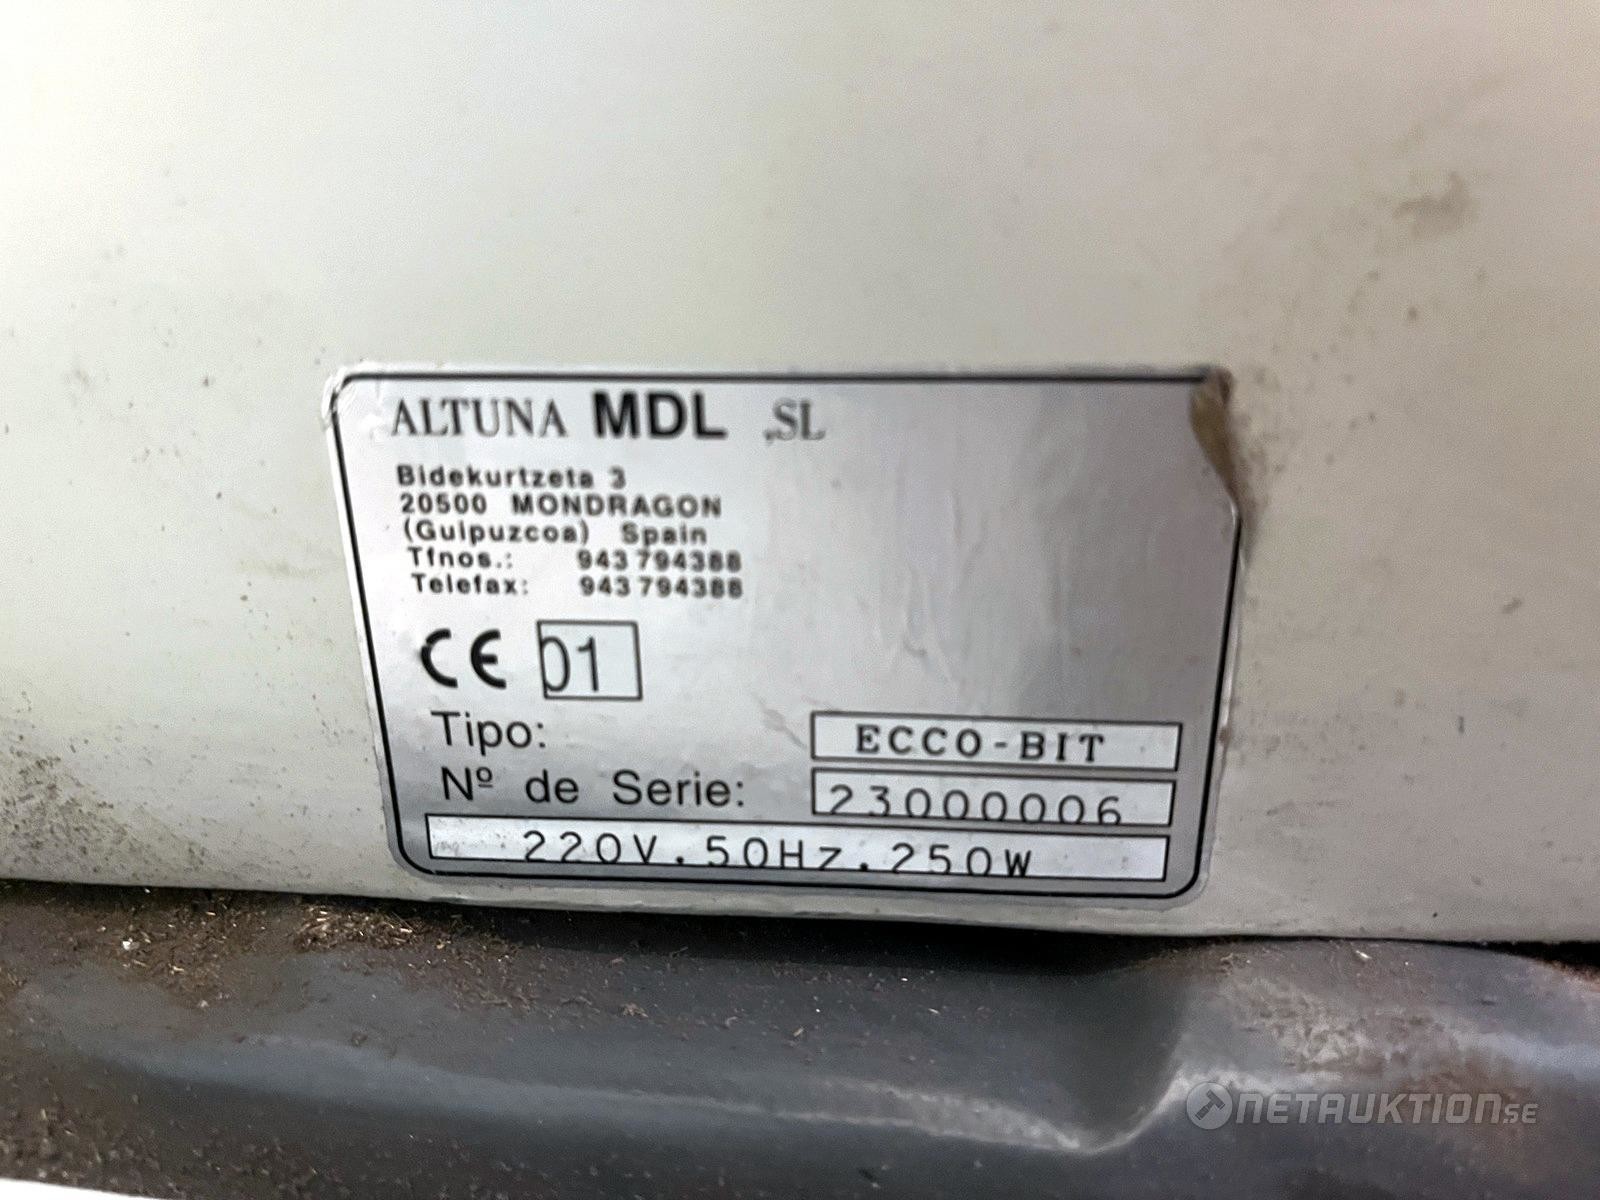 ALTUNA MDL ,SL
Bidekurtzeta 3
20500 MONDRAGON
(Guipuzcoa) Spain
Tfnos.: 943 794388
Telefax: 943 794388
CE 01
Tipo: ECCO-BIT
Nº de Serie: 23000006
220V.50Hz.250W
NETAUKTION.SE